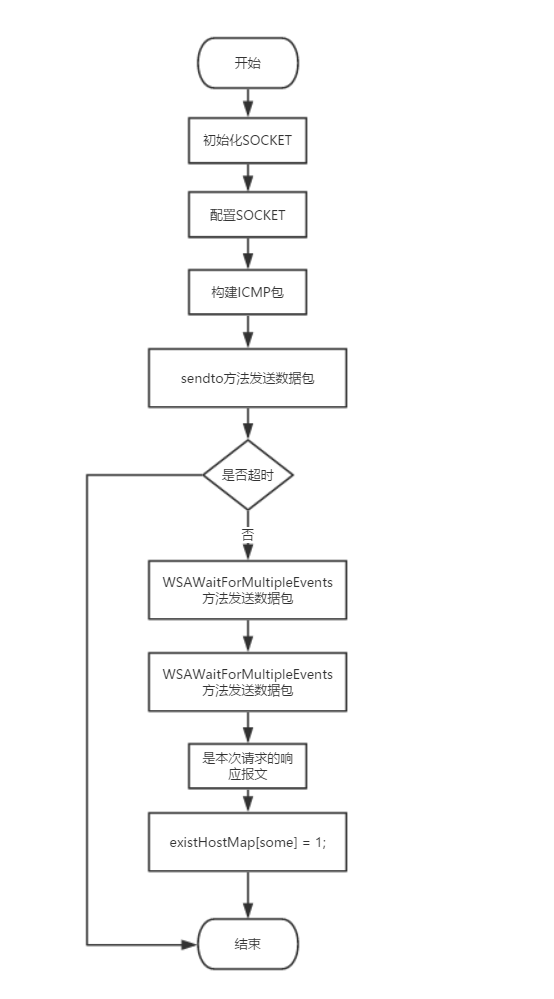 开始
初始化SOCKET
配置SOCKET
构建ICMP包
sendto方法发送数据包
是否超时
否
WSAWaitForMultipleEvents
方法发送数据包
WSAWaitForMultipleEvents
方法发送数据包
是本次请求的响
应报文
existHostMap[some] = 1;
结束